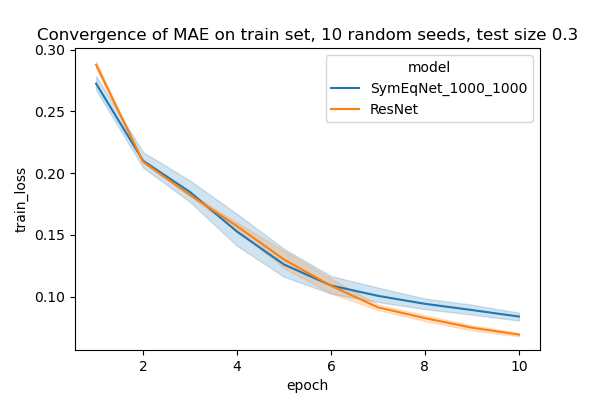 Convergence of MAE on train set, 10 random seeds, test size 0.3
0.30
0.25
0.20
0.15
0.10
train_loss
model
SymEqNet_1000_1000
ResNet
2 4 6 8 10
epoch